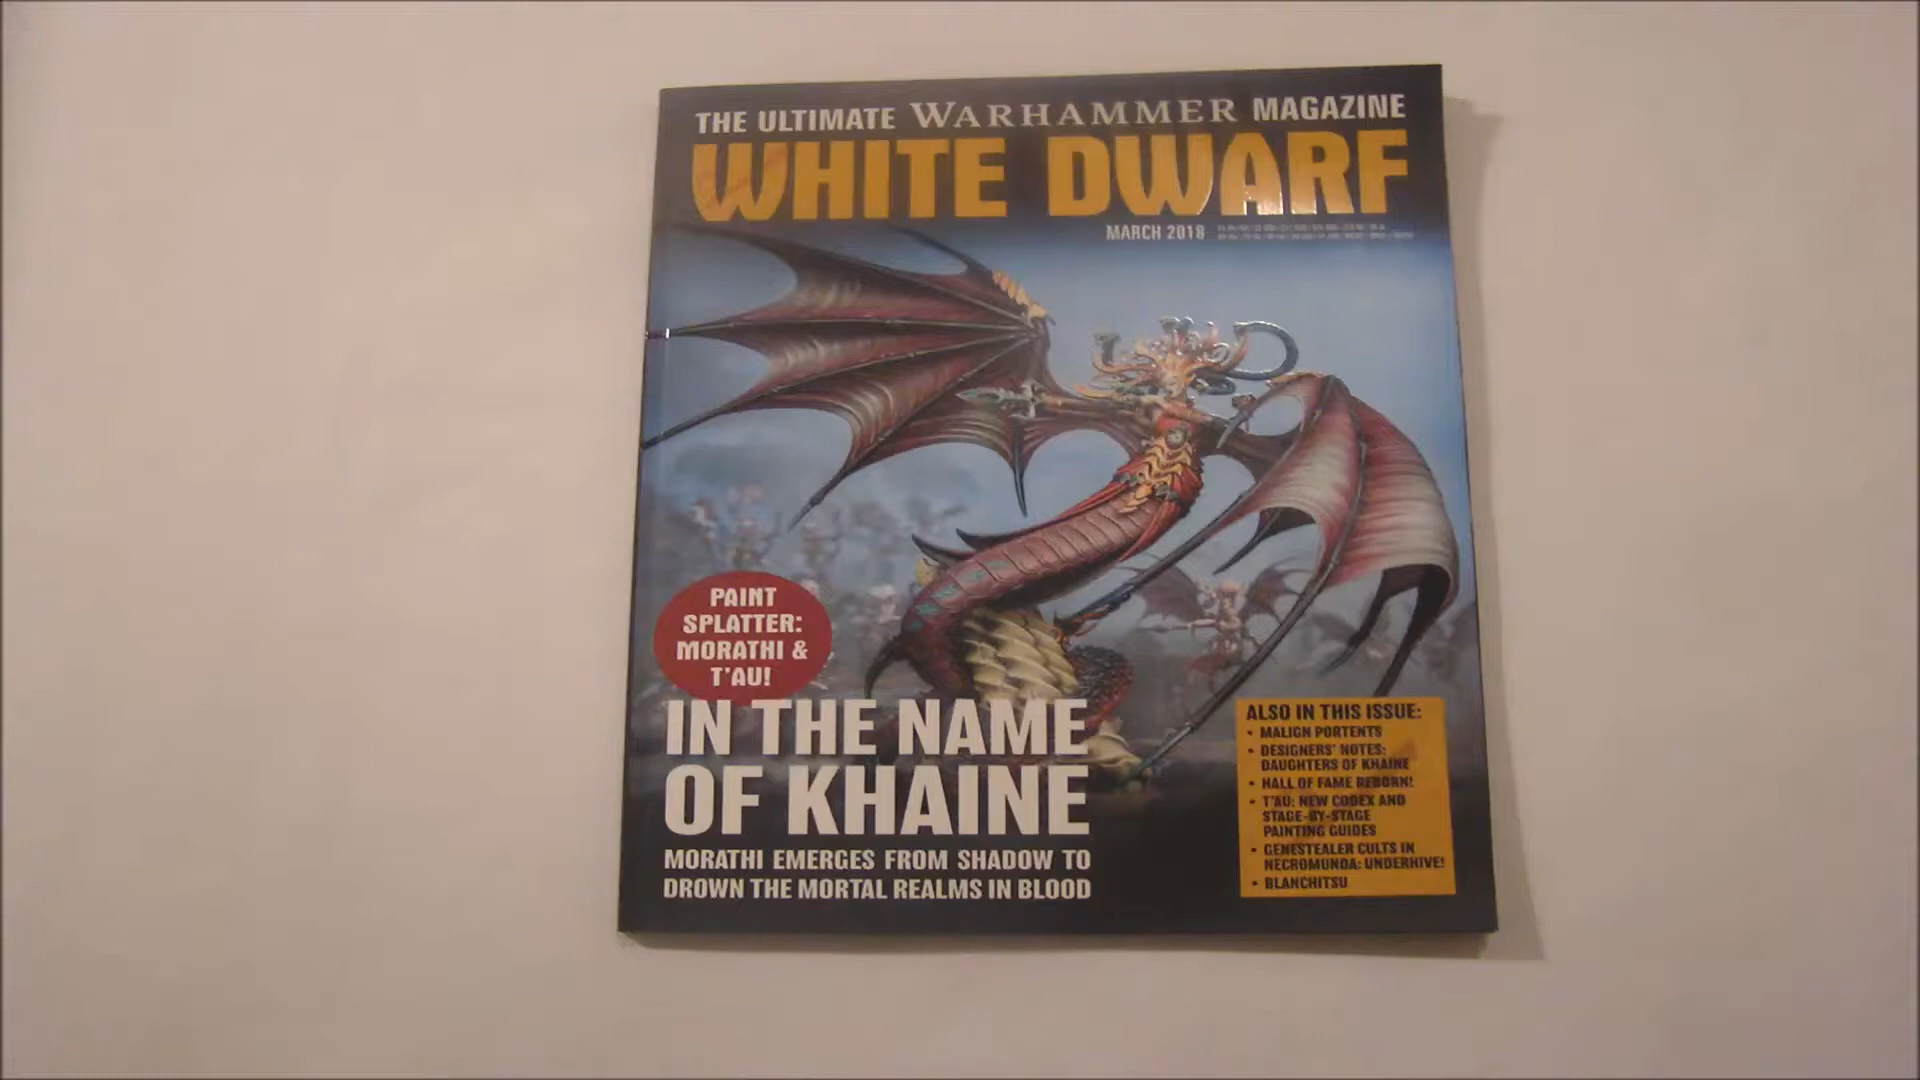 THE ULTIMATE WARHAMMER MAGAZINE
WHITE DWARF
MARCH 2018
PAINT
SPLATTER:
MORATHI &
T'AU!
IN THE NAME
OF KHAINE
MORATHI EMERGES FROM SHADOW TO
DROWN THE MORTAL REALMS IN BLOOD
ALSO IN THIS ISSUE:
• MALIGN PORTENTS
• DESIGNERS' NOTES:
DAUGHTERS OF KHAINE
• HALL OF FAME REBORN!
• T'AU: NEW CODEX AND
STAGE-BY-STAGE
PAINTING GUIDES
• GENESTEALER CULTS IN
NECROMUNDA: UNDERHIVE!
• BLANCHITSU